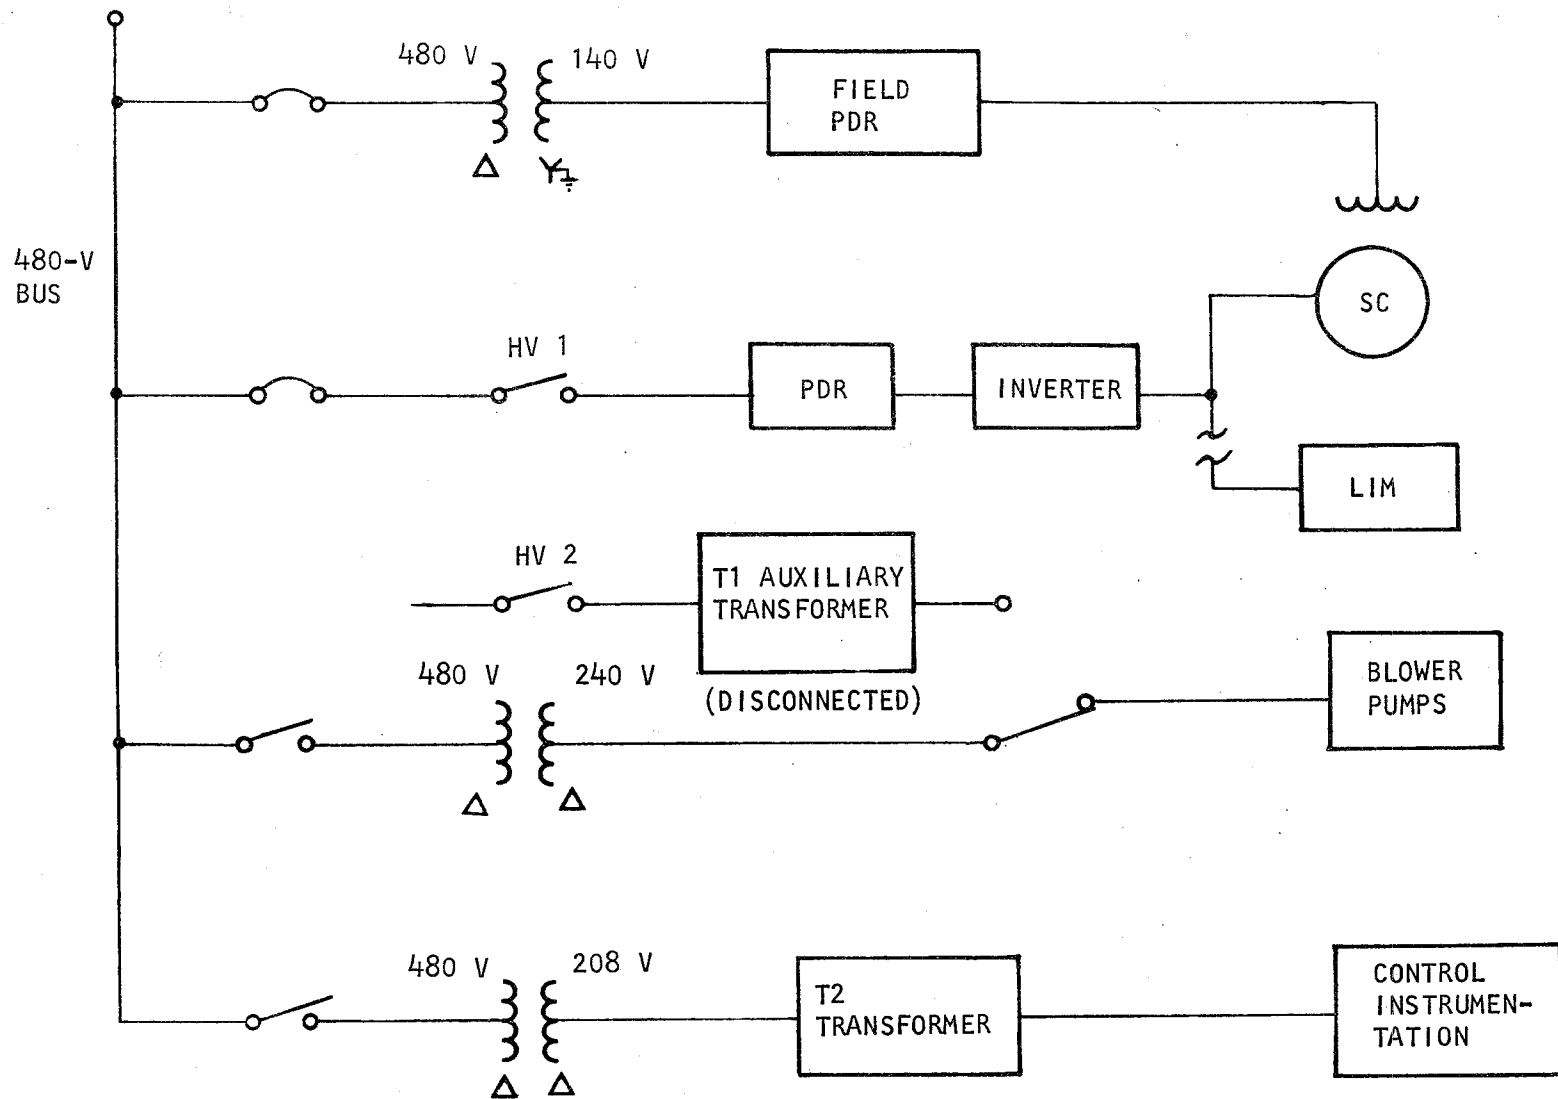 480 V
140 V
FIELD
PDR
480-V
BUS
SC
HV 1
PDR
INVERTER
LIM
HV 2
T1 AUXILIARY
TRANSFORMER
(DISCONNECTED)
480 V
240 V
BLOWER
PUMPS
480 V
208 V
T2
TRANSFORMER
CONTROL
INSTRUMEN-
TATION